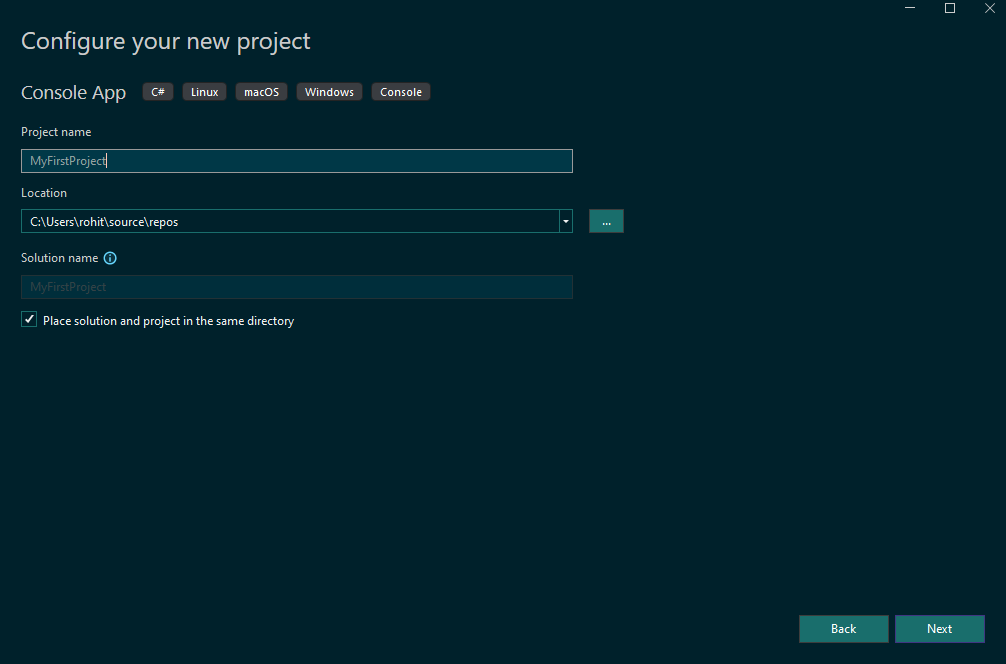 Configure your new project
Console App C# Linux macOS Windows Console
Project name
MyFirstProject
Location
C:\Users\rohit\source\repos ...
Solution name
MyFirstProject
Place solution and project in the same directory
Back Next